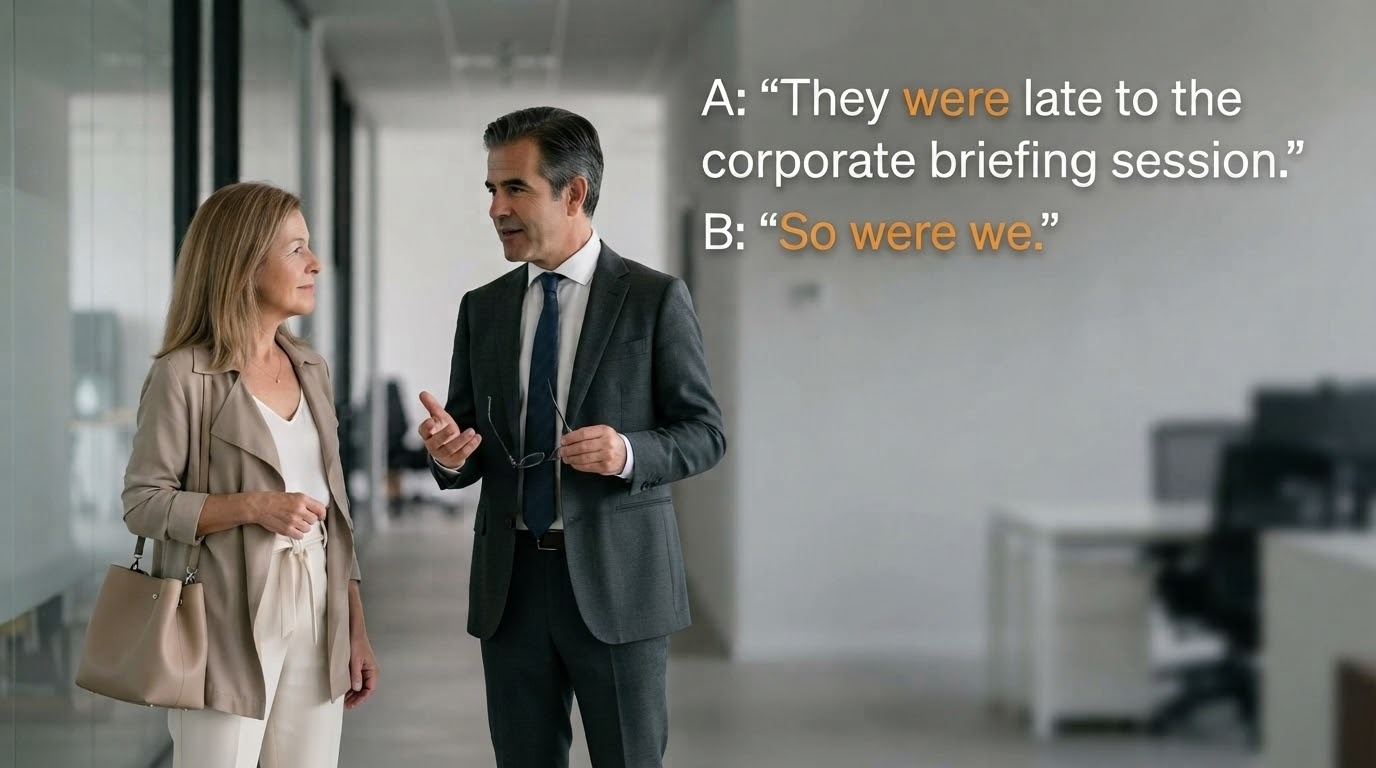 A: “They were late to the
corporate briefing session.”
B: “So were we.”